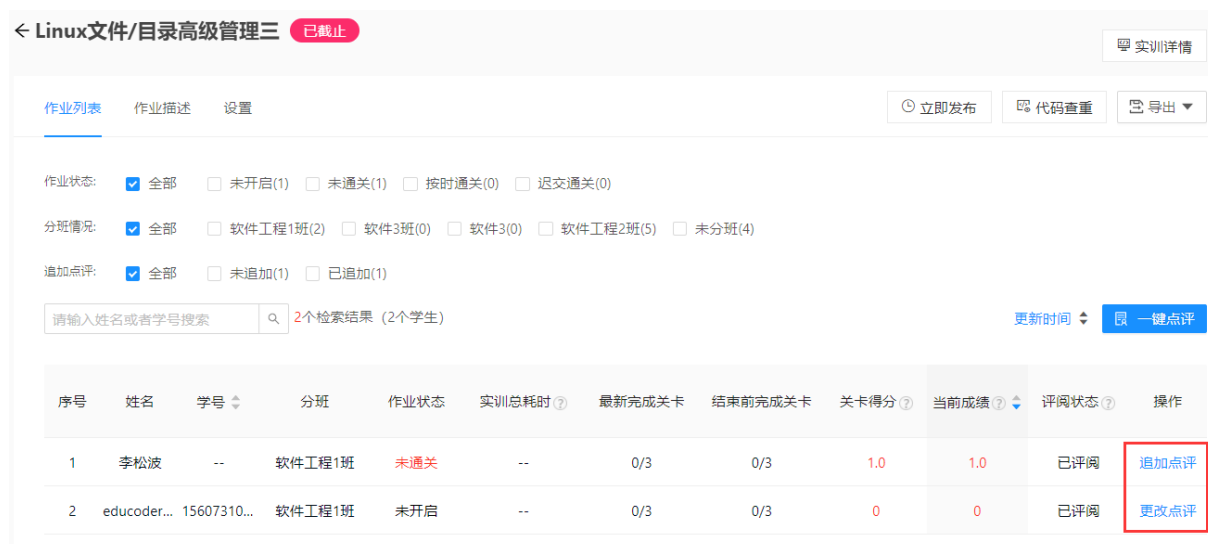 Linux文件/目录高级管理三 已截止
实训详情
作业列表 作业描述 设置 立即发布 代码查重 导出
作业状态: 全部 未开启(1) 未通关(1) 按时通关(0) 迟交通关(0)
分班情况: 全部 软件工程1班(2) 软件3班(0) 软件3(0) 软件工程2班(5) 未分班(4)
追加点评: 全部 未追加(1) 已追加(1)
请输入姓名或者学号搜索 2个检索结果（2个学生） 更新时间 一键点评
序号 姓名 学号 分班 作业状态 实训总耗时 最新完成关卡 结束前完成关卡 关卡得分 当前成绩 评阅状态 操作
1 李松波 -- 软件工程1班 未通关 -- 0/3 0/3 1.0 1.0 已评阅 追加点评
2 educoder... 15607310... 软件工程1班 未开启 -- 0/3 0/3 0 0 已评阅 更改点评